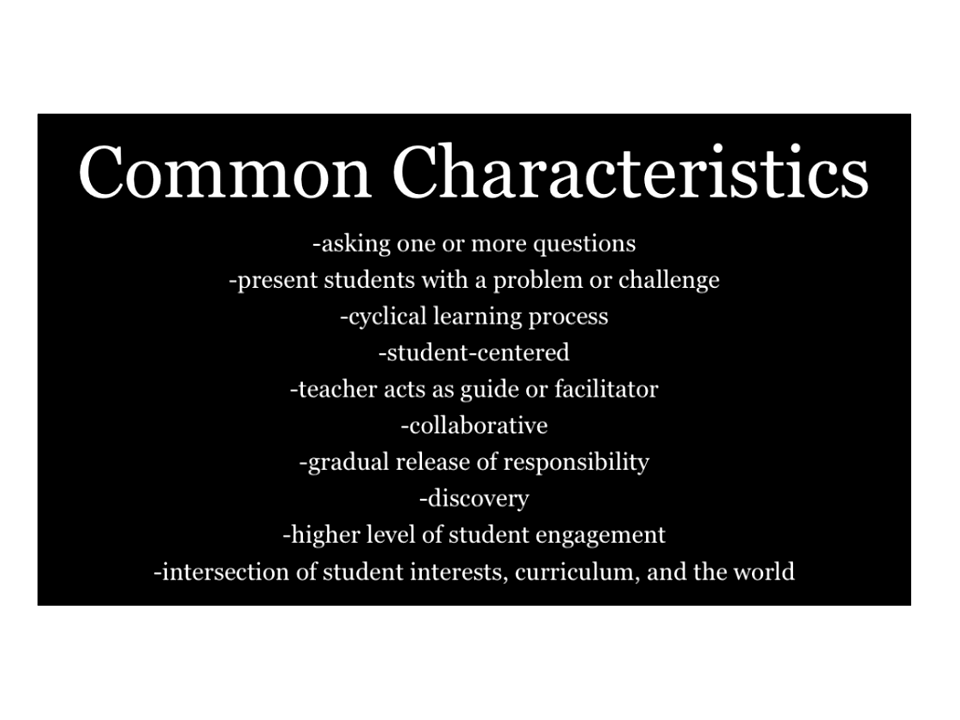 Common Characteristics
-asking one or more questions
-present students with a problem or challenge
-cyclical learning process
-student-centered
-teacher acts as guide or facilitator
-collaborative
-gradual release of responsibility
-discovery
-higher level of student engagement
-intersection of student interests, curriculum, and the world